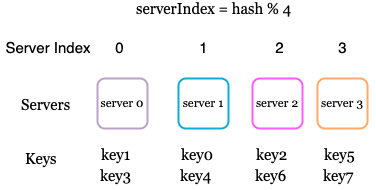 serverIndex = hash % 4
Server Index 0 1 2 3
Servers server 0 server 1 server 2 server 3
Keys key1 key0 key2 key5
key3 key4 key6 key7